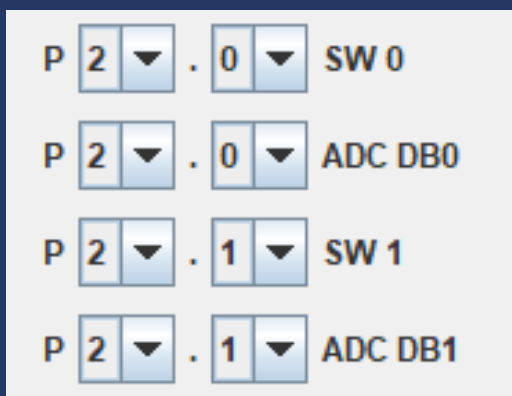 P 2 . 0 SW 0
P 2 . 0 ADC DB0
P 2 . 1 SW 1
P 2 . 1 ADC DB1